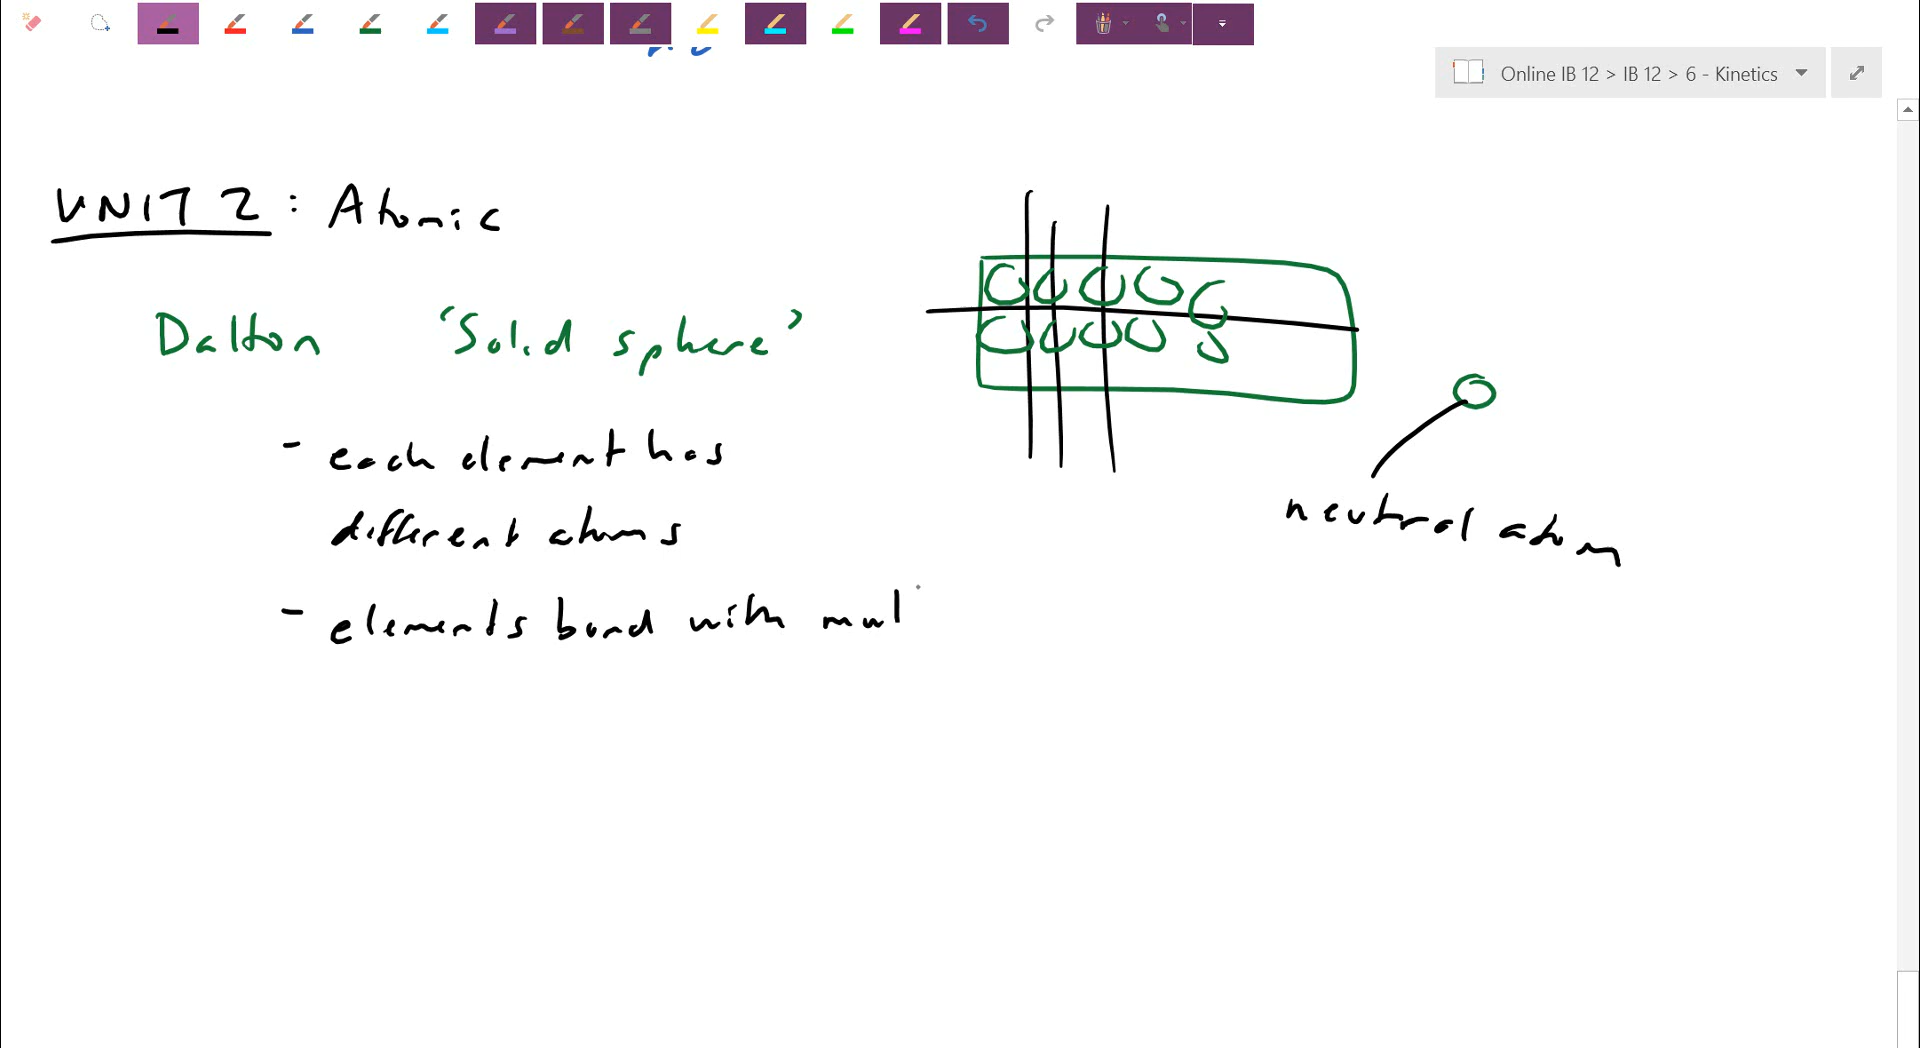 Online IB 12 > IB 12 > 6 - Kinetics
UNIT 2 : Atomic
Dalton 'Solid sphere'
- each element has
different atoms
- elements bond with mul
neutral atom